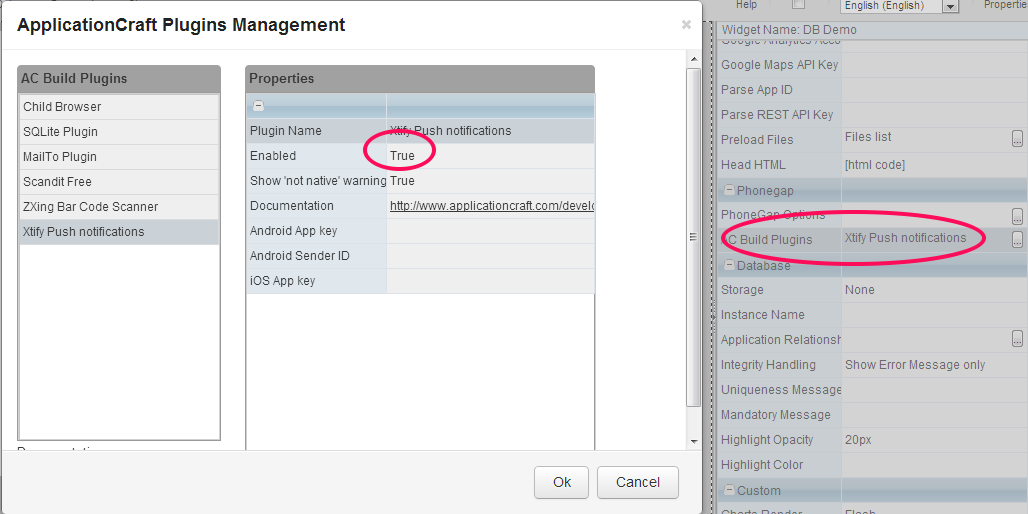 Help
English (English)
Propertie
ApplicationCraft Plugins Management
×
AC Build Plugins
Child Browser
SQLite Plugin
MailTo Plugin
Scandit Free
ZXing Bar Code Scanner
Xtify Push notifications
Properties
Plugin Name Xtify Push notifications
Enabled True
Show 'not native' warning True
Documentation http://www.applicationcraft.com/develo
Android App key
Android Sender ID
iOS App key
Ok
Cancel
Widget Name: DB Demo
Google Analytics Acco
Google Maps API Key
Parse App ID
Parse REST API Key
Preload Files Files list ...
Head HTML [html code]
Phonegap
PhoneGap Options ...
C Build Plugins Xtify Push notifications ...
Database
Storage None
Instance Name
Application Relationsh ...
Integrity Handling Show Error Message only
Uniqueness Message
Mandatory Message
Highlight Opacity 20px
Highlight Color
Custom
Charts Render Flash